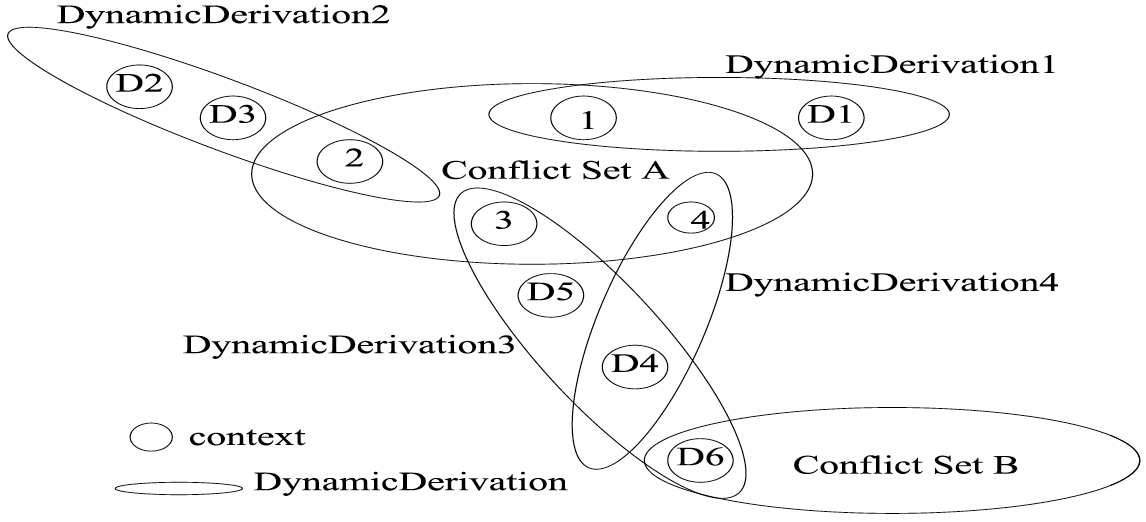 DynamicDerivation2
DynamicDerivation1
D2
D3
1
D1
2
Conflict Set A
3
4
D5
DynamicDerivation4
DynamicDerivation3
D4
context
D6
Conflict Set B
DynamicDerivation